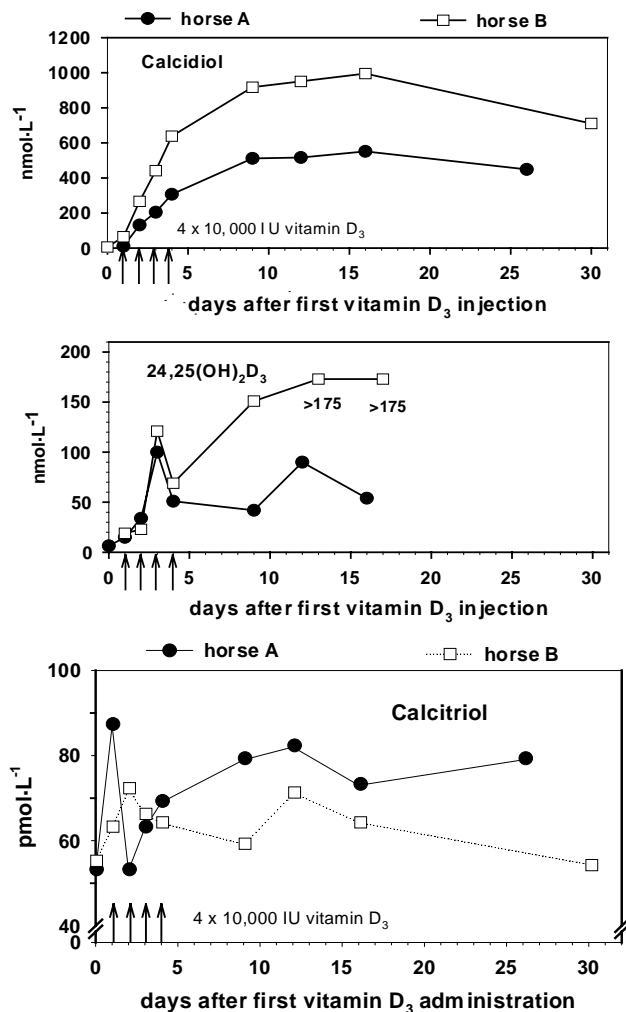 horse A horse B
1200
1000
800
600
400
200
0
nmol·L⁻¹
Calcidiol
4 x 10,000 IU vitamin D₃
0 5 10 15 20 25 30
days after first vitamin D₃ injection
200
150
100
50
0
nmol·L⁻¹
24,25(OH)₂D₃
>175 >175
0 5 10 15 20 25 30
days after first vitamin D₃ injection
horse A horse B
100
80
60
40
0
pmol·L⁻¹
Calcitriol
4 x 10,000 IU vitamin D₃
0 5 10 15 20 25 30
days after first vitamin D₃ administration